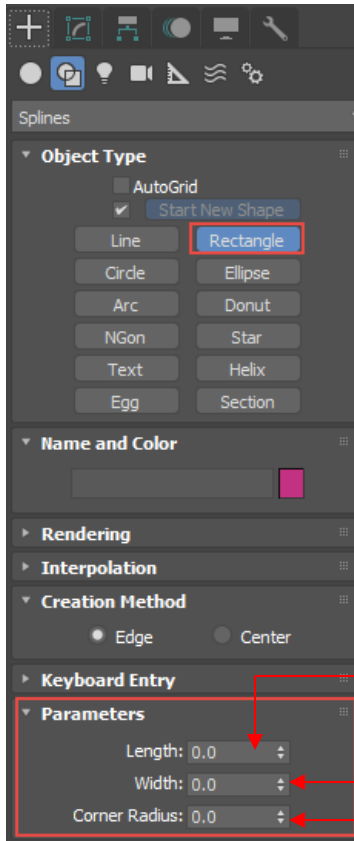 Splines
Object Type
AutoGrid
Start New Shape
Line Rectangle
Circle Ellipse
Arc Donut
NGon Star
Text Helix
Egg Section
Name and Color
Rendering
Interpolation
Creation Method
Edge Center
Keyboard Entry
Parameters
Length: 0.0
Width: 0.0
Corner Radius: 0.0